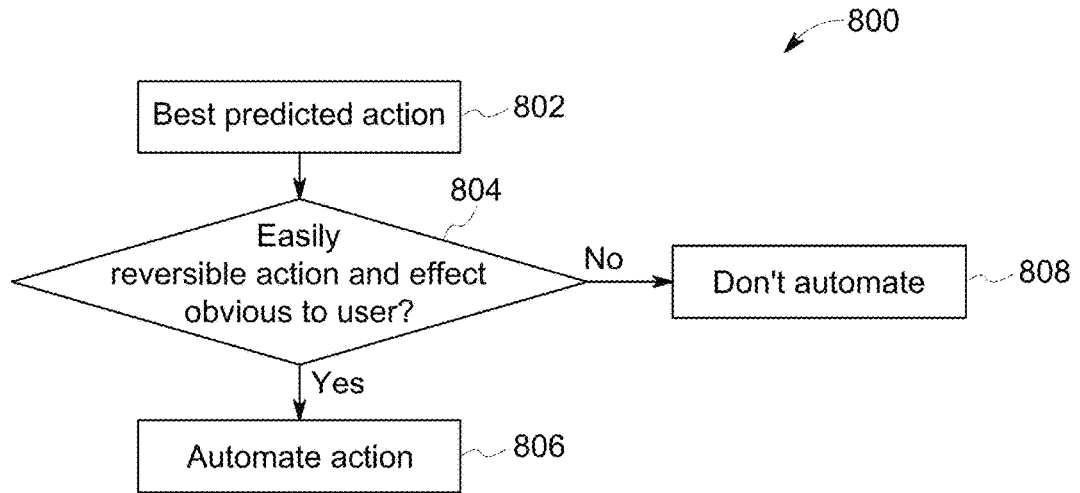 800
Best predicted action
802
804
Easily
reversible action and effect
obvious to user?
No
Don't automate
808
Yes
Automate action
806